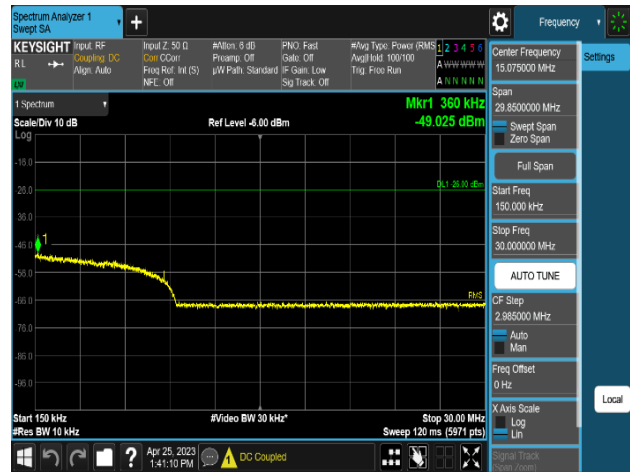 Spectrum Analyzer 1
Swept SA
+
Frequency
KEYSIGHT
RL
LW
Input: RF
Coupling: DC
Align: Auto
Input Z: 50 Ω
Corr CCorr
Freq Ref: Int (S)
NFE: Off
#Atten: 6 dB
Preamp: Off
µW Path: Standard
PNO: Fast
Gate: Off
IF Gain: Low
Sig Track: Off
#Avg Type: Power (RMS
Avg|Hold: 100/100
Trig: Free Run
1 2 3 4 5 6
A W W W W W
A N N N N N
1 Spectrum
Scale/Div 10 dB
Log
Ref Level -6.00 dBm
Mkr1 360 kHz
-49.025 dBm
DL1 -26.00 dBm
-16.0
-26.0
-36.0
-46.0
-56.0
-66.0
-76.0
-86.0
-96.0
1
RMS
Start 150 kHz
#Res BW 10 kHz
#Video BW 30 kHz*
Stop 30.00 MHz
Sweep 120 ms (5971 pts)
Center Frequency
15.075000 MHz
Settings
Span
29.8500000 MHz
Swept Span
Zero Span
Full Span
Start Freq
150.000 kHz
Stop Freq
30.000000 MHz
AUTO TUNE
CF Step
2.985000 MHz
Auto
Man
Freq Offset
0 Hz
X Axis Scale
Log
Lin
Signal Track
(Span Zoom)
Local
?
Apr 25, 2023
1:41:10 PM
DC Coupled